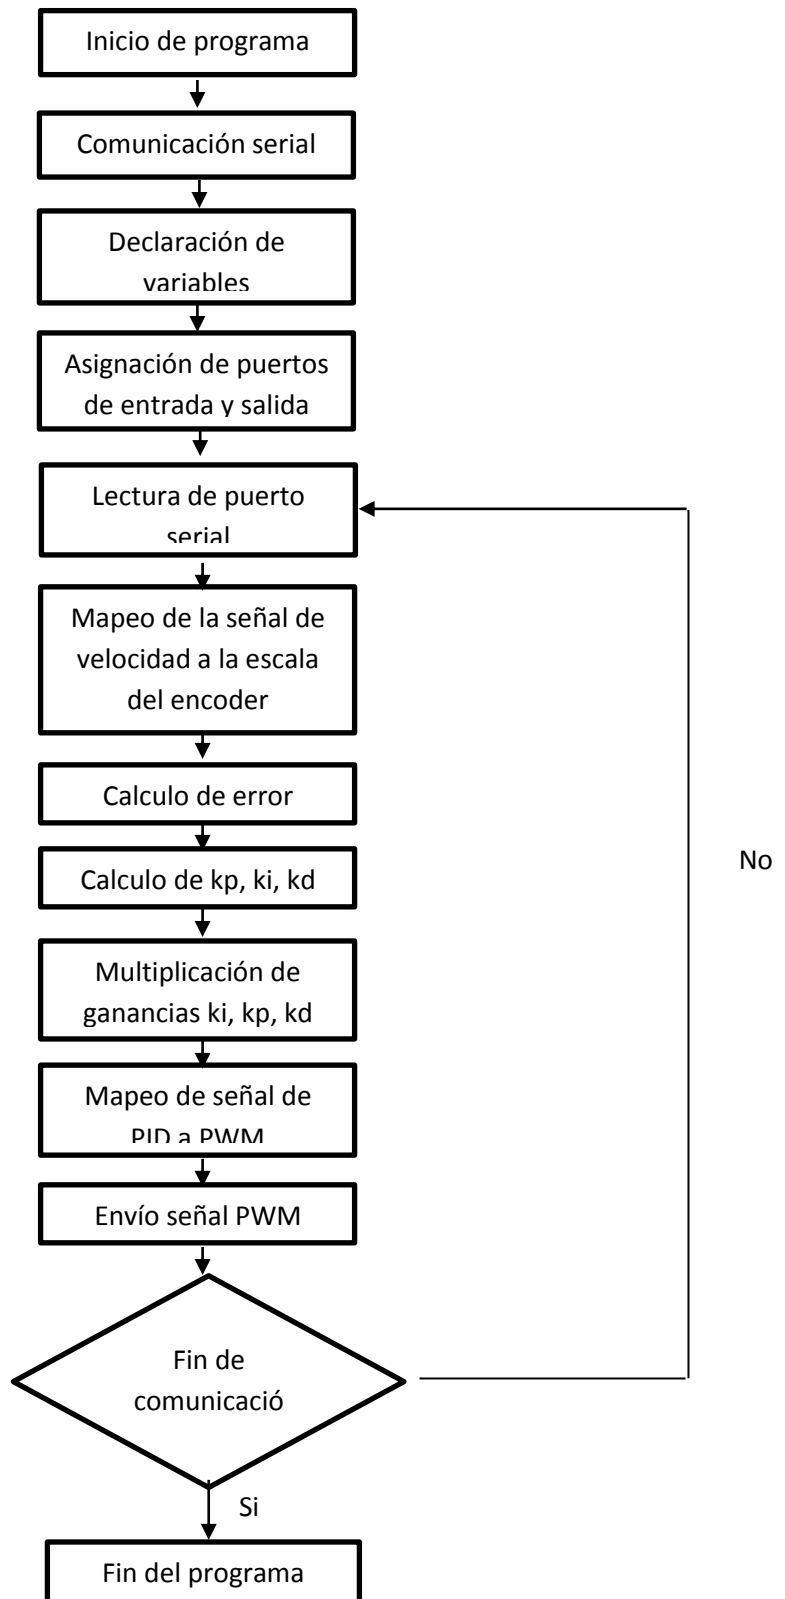 Inicio de programa
Comunicación serial
Declaración de
variables
Asignación de puertos
de entrada y salida
Lectura de puerto
serial
Mapeo de la señal de
velocidad a la escala
del encoder
Calculo de error
Calculo de kp, ki, kd
No
Multiplicación de
ganancias ki, kp, kd
Mapeo de señal de
PID a PWM
Envío señal PWM
Fin de
comunicació
Si
Fin del programa